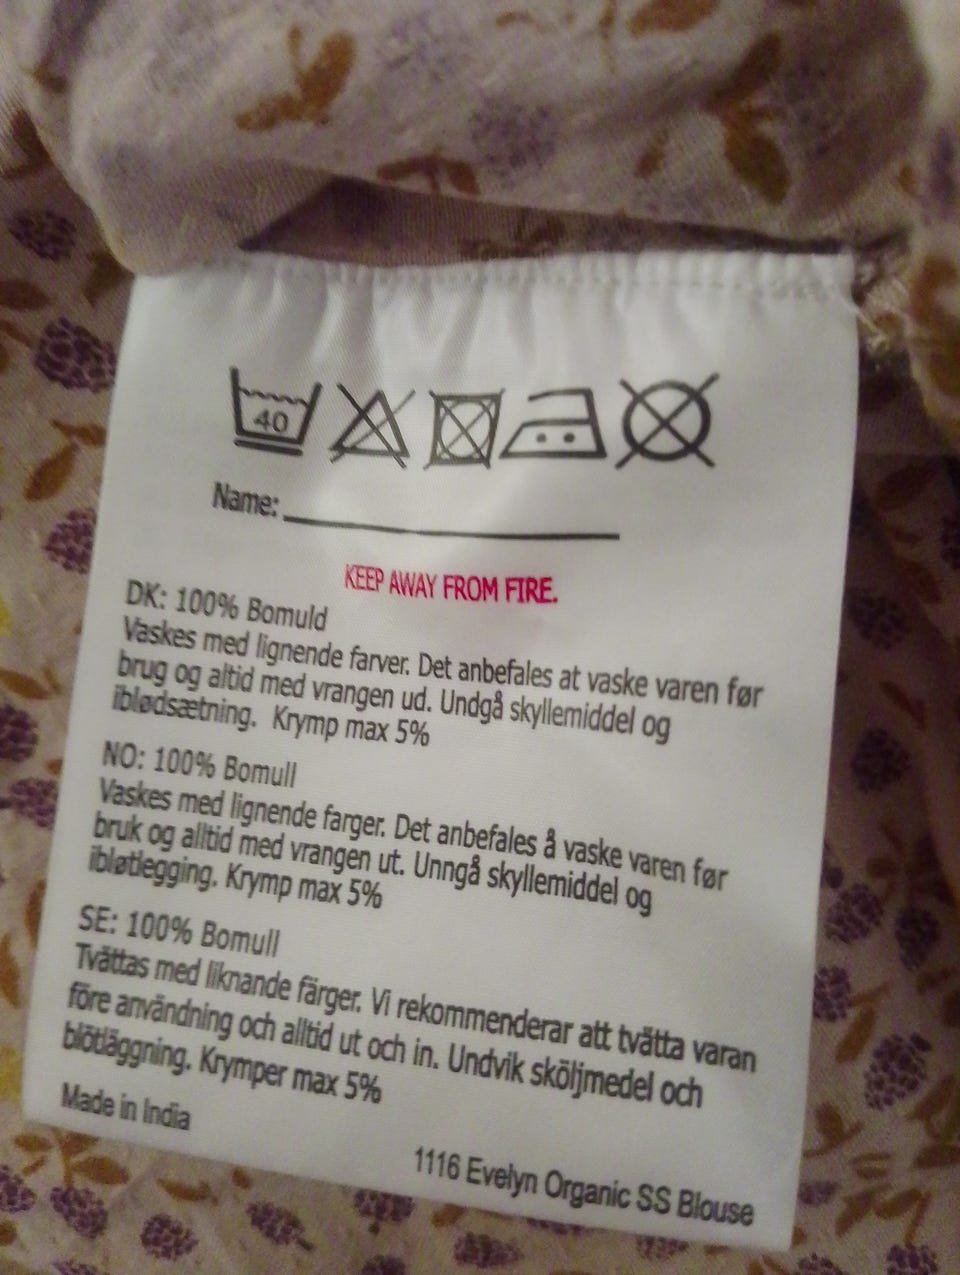 40
Name:
KEEP AWAY FROM FIRE.
DK: 100% Bomuld
Vaskes med lignende farver. Det anbefales at vaske varen før
brug og altid med vrangen ud. Undgå skyllemiddel og
iblødsætning. Krymp max 5%
NO: 100% Bomull
Vaskes med lignende farger. Det anbefales å vaske varen før
bruk og alltid med vrangen ut. Unngå skyllemiddel og
ibløtlegging. Krymp max 5%
SE: 100% Bomull
Tvättas med liknande färger. Vi rekommenderar att tvätta varan
före användning och alltid ut och in. Undvik sköljmedel och
blötläggning. Krymper max 5%
Made in India
1116 Evelyn Organic SS Blouse